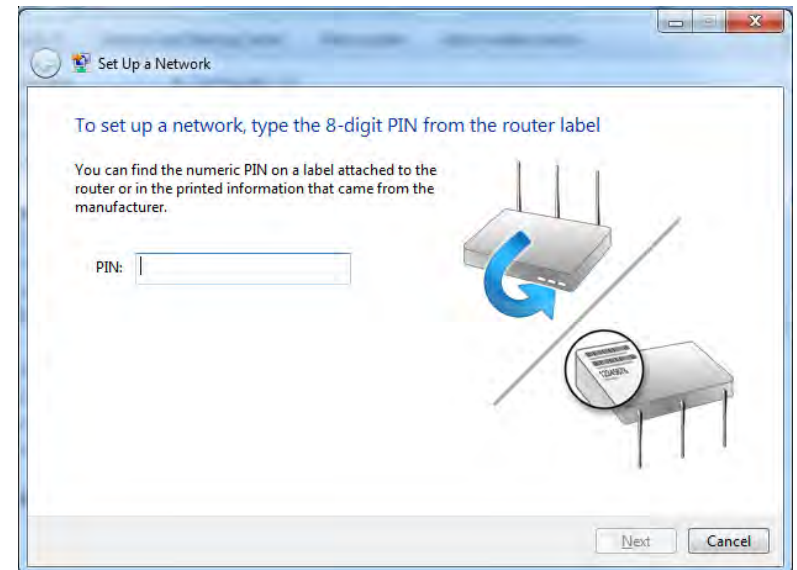 Set Up a Network
To set up a network, type the 8-digit PIN from the router label
You can find the numeric PIN on a label attached to the
router or in the printed information that came from the
manufacturer.
PIN:
Next
Cancel